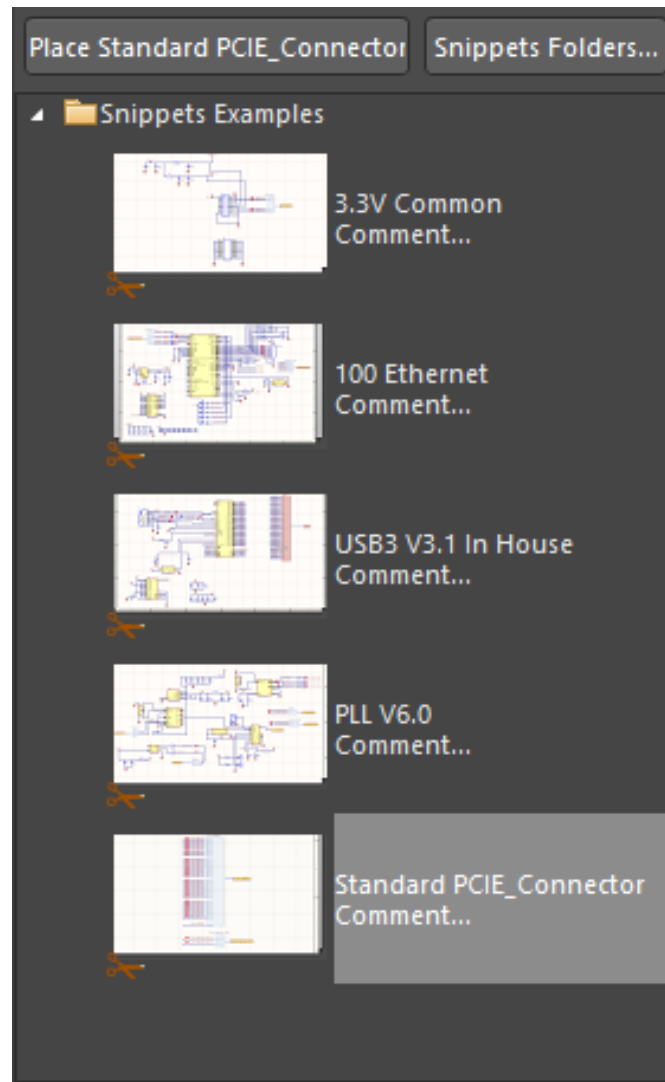 Place Standard PCIE_Connector
Snippets Folders...
Snippets Examples
3.3V Common
Comment...
100 Ethernet
Comment...
USB3 V3.1 In House
Comment...
PLL V6.0
Comment...
Standard PCIE_Connector
Comment...